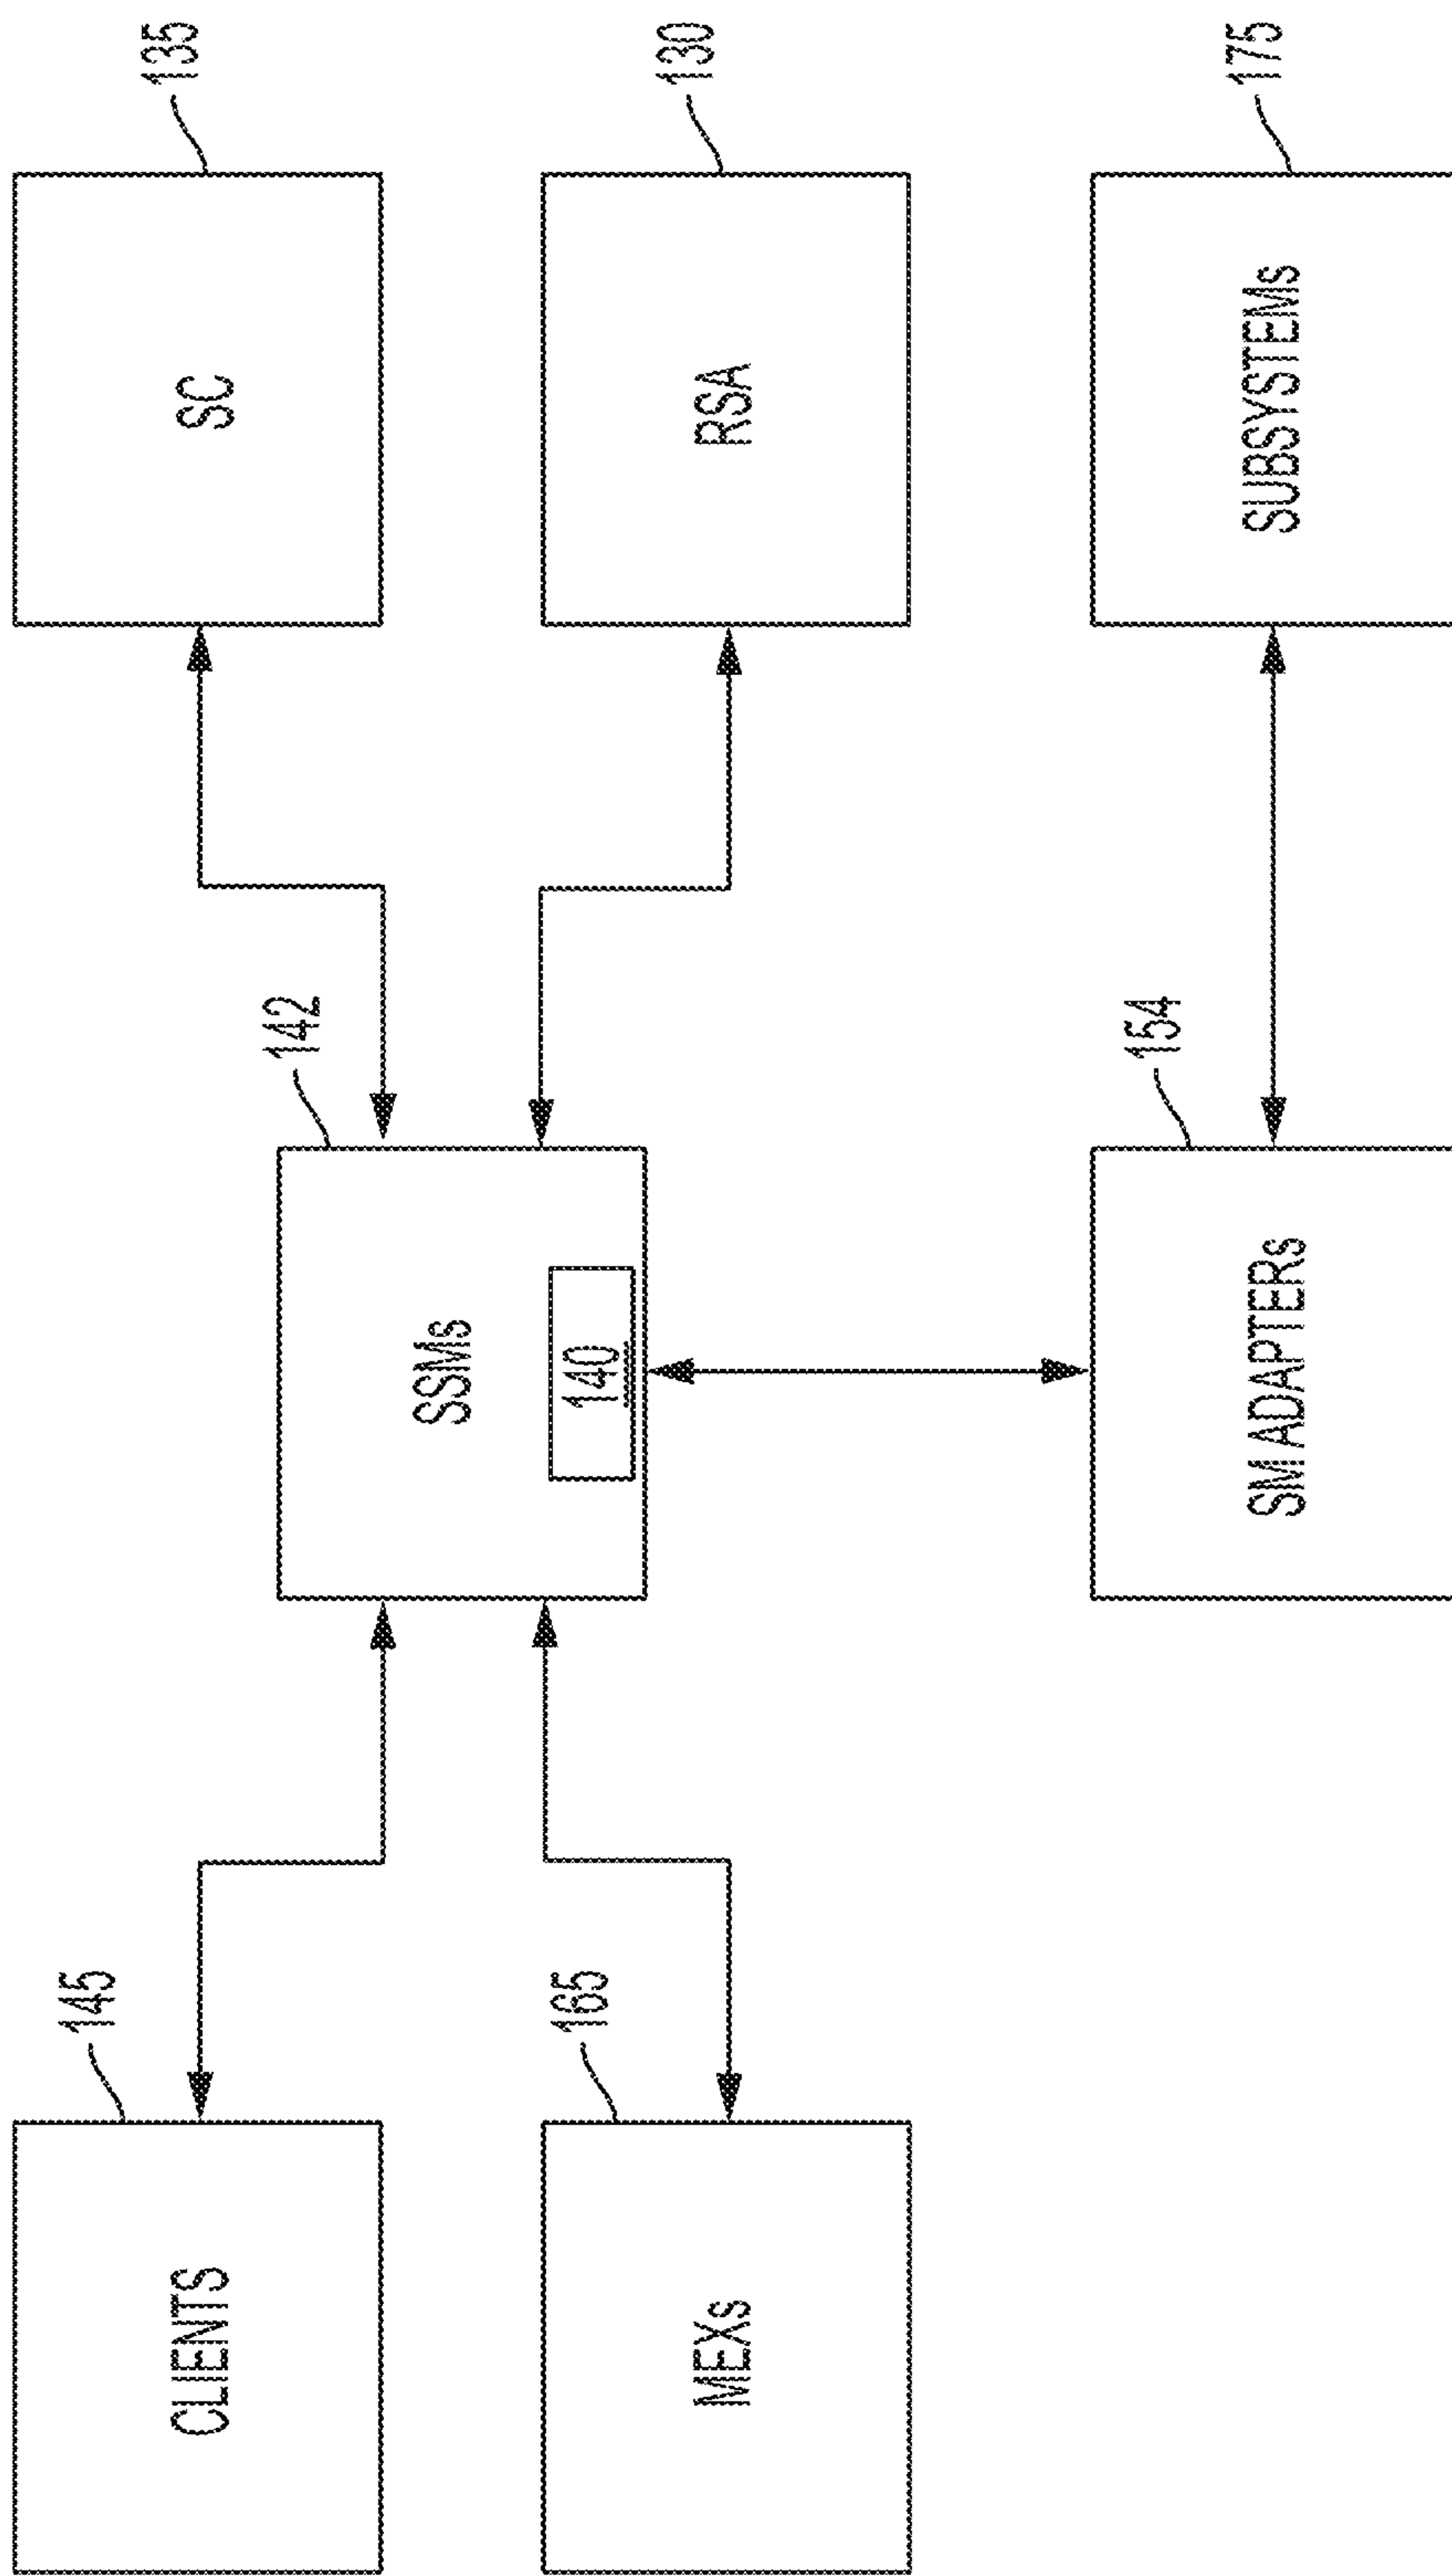 145
CLIENTS
165
MEXs
142
SSMs
140
154
SM ADAPTERs
135
SC
130
RSA
175
SUBSYSTEMs